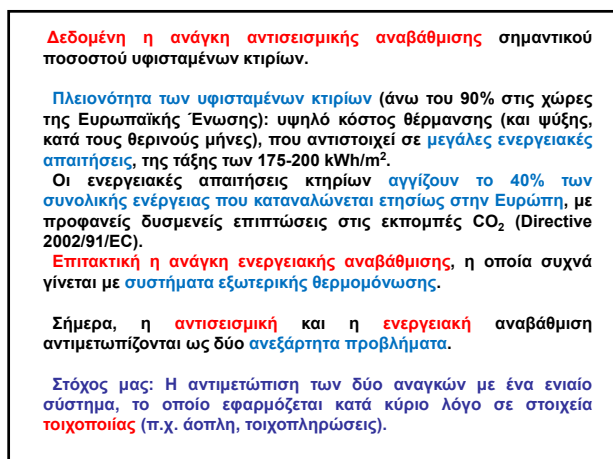 Δεδομένη η ανάγκη αντισεισμικής αναβάθμισης σημαντικού
ποσοστού υφισταμένων κτιρίων.
Πλειονότητα των υφισταμένων κτιρίων (άνω του 90% στις χώρες
της Ευρωπαϊκής Ένωσης): υψηλό κόστος θέρμανσης (και ψύξης,
κατά τους θερινούς μήνες), που αντιστοιχεί σε μεγάλες ενεργειακές
απαιτήσεις, της τάξης των 175-200 kWh/m².
Οι ενεργειακές απαιτήσεις κτηρίων αγγίζουν το 40% των
συνολικής ενέργειας που καταναλώνεται ετησίως στην Ευρώπη, με
προφανείς δυσμενείς επιπτώσεις στις εκπομπές CO₂ (Directive
2002/91/EC).
Επιτακτική η ανάγκη ενεργειακής αναβάθμισης, η οποία συχνά
γίνεται με συστήματα εξωτερικής θερμομόνωσης.
Σήμερα, η αντισεισμική και η ενεργειακή αναβάθμιση
αντιμετωπίζονται ως δύο ανεξάρτητα προβλήματα.
Στόχος μας: Η αντιμετώπιση των δύο αναγκών με ένα ενιαίο
σύστημα, το οποίο εφαρμόζεται κατά κύριο λόγο σε στοιχεία
τοιχοποιίας (π.χ. άοπλη, τοιχοπληρώσεις).